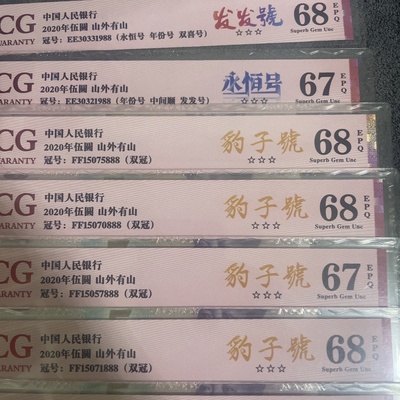 CG
WARRANTY
中国人民银行
2020年伍圆 山外有山
冠号: EE30331988 (永恒号 年份号 双喜号)
发发號
☆☆☆
68
EPQ
Superb Gem Unc
CG
WARRANTY
中国人民银行
2020年伍圆 山外有山
冠号: EE30321988 (年份号 中间顺 发发号)
永恒号
☆☆☆
67
EPQ
Superb Gem Unc
CG
ARRANTY
中国人民银行
2020年伍圆 山外有山
冠号: FF15075888 (双冠)
豹子號
☆☆☆
68
EPQ
Superb Gem Unc
CG
RRANTY
中国人民银行
2020年伍圆 山外有山
冠号: FF15070888 (双冠)
豹子號
☆☆☆
68
EPQ
Superb Gem Unc
CG
RRANTY
中国人民银行
2020年伍圆 山外有山
冠号: FF15057888 (双冠)
豹子號
☆☆☆
67
EPQ
Superb Gem Unc
CG
RRANTY
中国人民银行
2020年伍圆 山外有山
冠号: FF15071888 (双冠)
豹子號
☆☆☆
68
EPQ
Superb Gem Unc